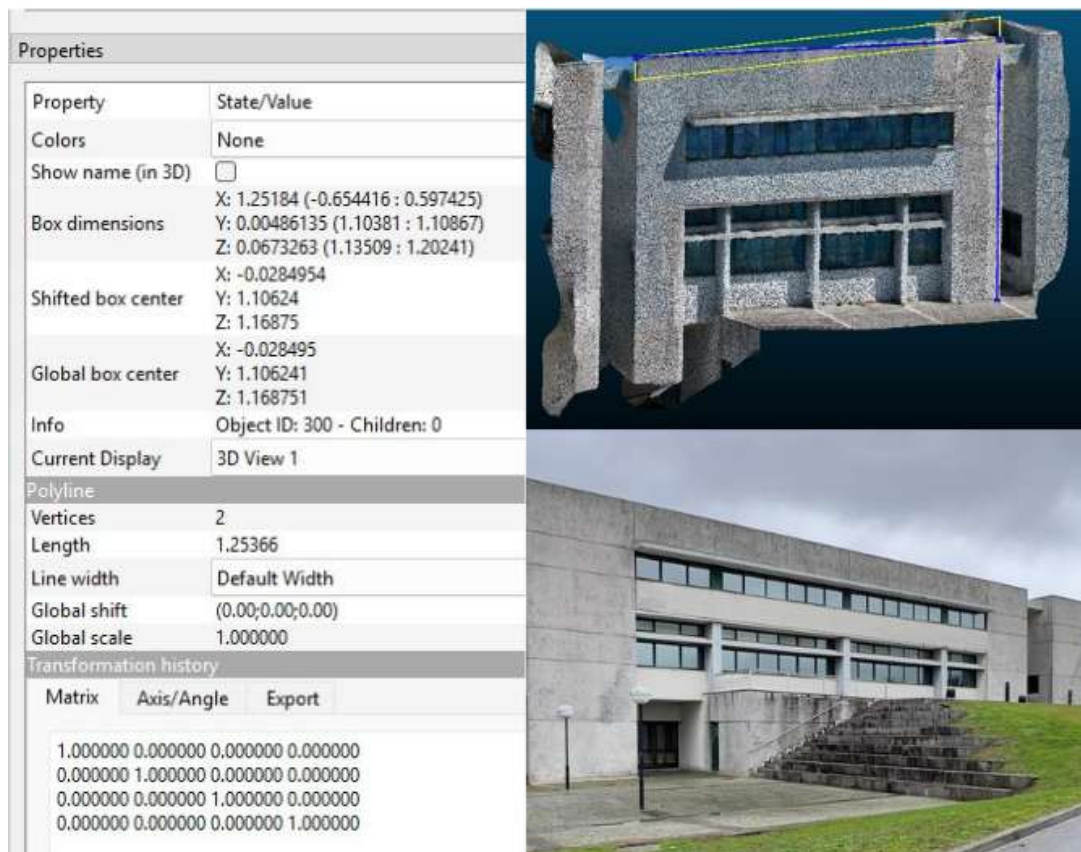 Properties
Property State/Value
Colors None
Show name (in 3D)
Box dimensions
X: 1.25184 (-0.654416 : 0.597425)
Y: 0.00486135 (1.10381 : 1.10867)
Z: 0.0673263 (1.13509 : 1.20241)
Shifted box center
X: -0.0284954
Y: 1.10624
Z: 1.16875
Global box center
X: -0.028495
Y: 1.106241
Z: 1.168751
Info Object ID: 300 - Children: 0
Current Display 3D View 1
Polyline
Vertices 2
Length 1.25366
Line width Default Width
Global shift (0.00;0.00;0.00)
Global scale 1.000000
Transformation history
Matrix Axis/Angle Export
1.000000 0.000000 0.000000 0.000000
0.000000 1.000000 0.000000 0.000000
0.000000 0.000000 1.000000 0.000000
0.000000 0.000000 0.000000 1.000000